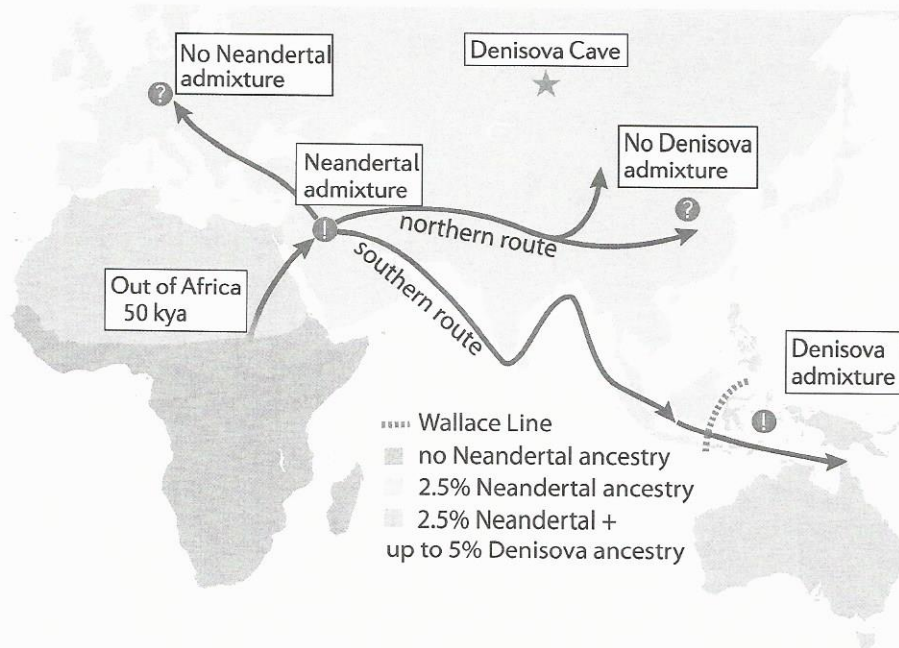 No Neandertal
admixture
Denisova Cave
?
Neandertal
admixture
No Denisova
admixture
?
!
northern route
southern route
Out of Africa
50 kya
Denisova
admixture
!
Wallace Line
no Neandertal ancestry
2.5% Neandertal ancestry
2.5% Neandertal +
up to 5% Denisova ancestry